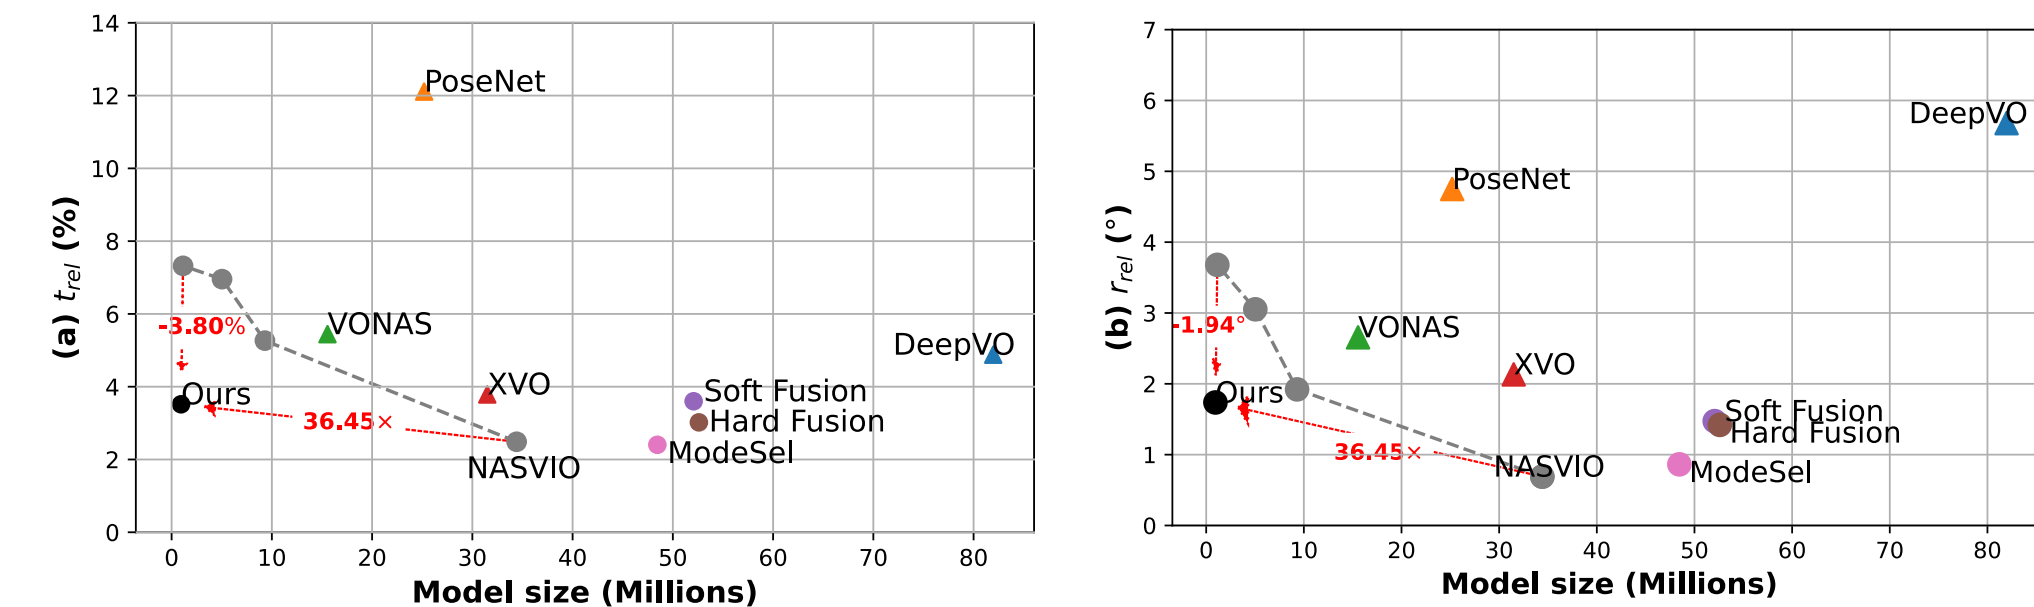 14
12
10
8
6
4
2
0
(a) t_rel (%)
PoseNet
VONAS
DeepVO
XVO
Soft Fusion
Hard Fusion
ModeSel
NASVIO
Ours
-3.80%
36.45×
0 10 20 30 40 50 60 70 80
Model size (Millions)
7
6
5
4
3
2
1
0
(b) r_rel (°)
DeepVO
PoseNet
VONAS
XVO
Soft Fusion
Hard Fusion
ModeSel
NASVIO
Ours
-1.94°
36.45×
0 10 20 30 40 50 60 70 80
Model size (Millions)